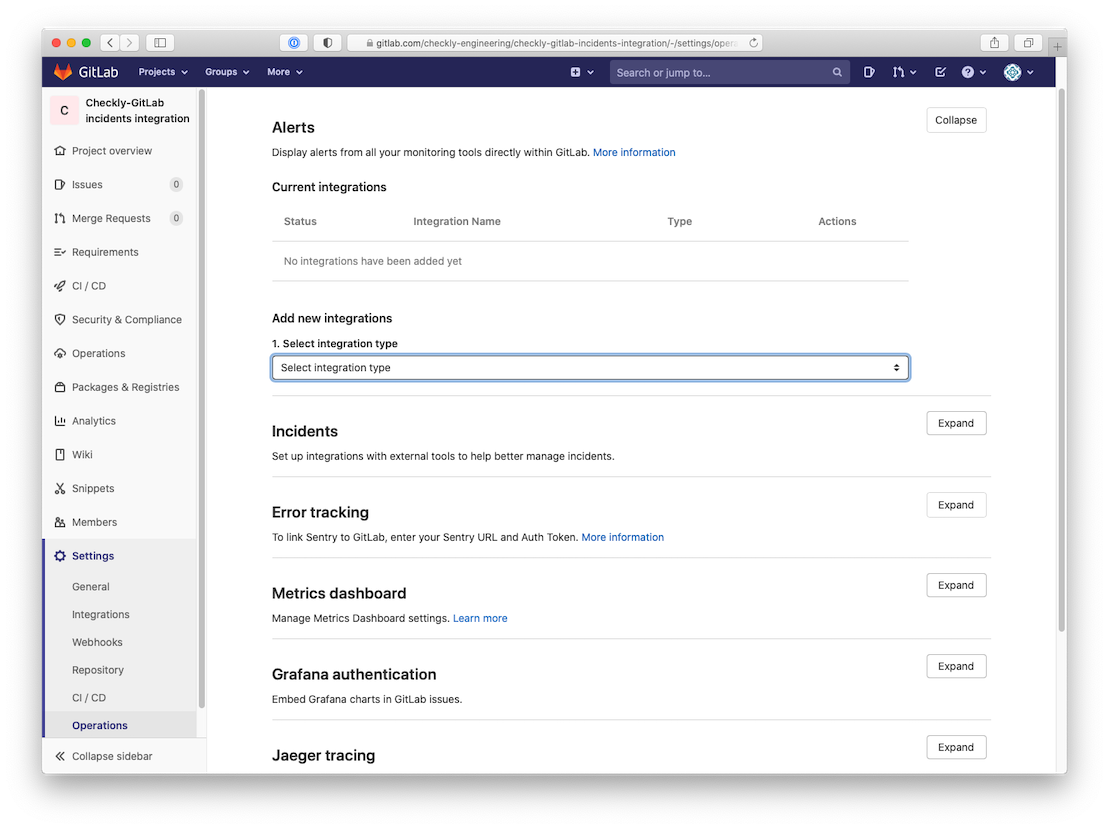 gitlab.com/checkly-engineering/checkly-gitlab-incidents-integration/-/settings/oper
GitLab
Projects
Groups
More
Search or jump to...
C
Checkly-GitLab
incidents integration
Project overview
Issues 0
Merge Requests 0
Requirements
CI / CD
Security & Compliance
Operations
Packages & Registries
Analytics
Wiki
Snippets
Members
Settings
General
Integrations
Webhooks
Repository
CI / CD
Operations
Collapse sidebar
Alerts
Collapse
Display alerts from all your monitoring tools directly within GitLab. More information
Current integrations
Status Integration Name Type Actions
No integrations have been added yet
Add new integrations
1. Select integration type
Select integration type
Incidents
Expand
Set up integrations with external tools to help better manage incidents.
Error tracking
Expand
To link Sentry to GitLab, enter your Sentry URL and Auth Token. More information
Metrics dashboard
Expand
Manage Metrics Dashboard settings. Learn more
Grafana authentication
Expand
Embed Grafana charts in GitLab issues.
Jaeger tracing
Expand